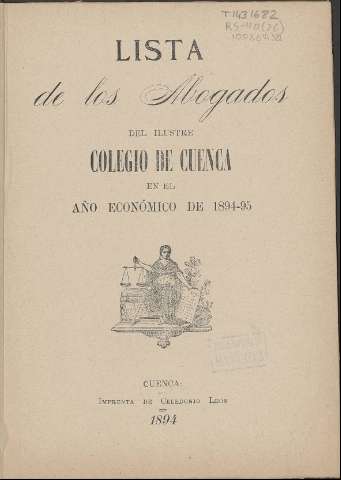 T 1431682
LISTA
de los Abogados
DEL ILUSTRE
COLEGIO DE CUENCA
EN EL
AÑO ECONÓMICO DE 1894-95
CUENCA:
IMPRENTA DE CELEDONIO LEÓN
1894